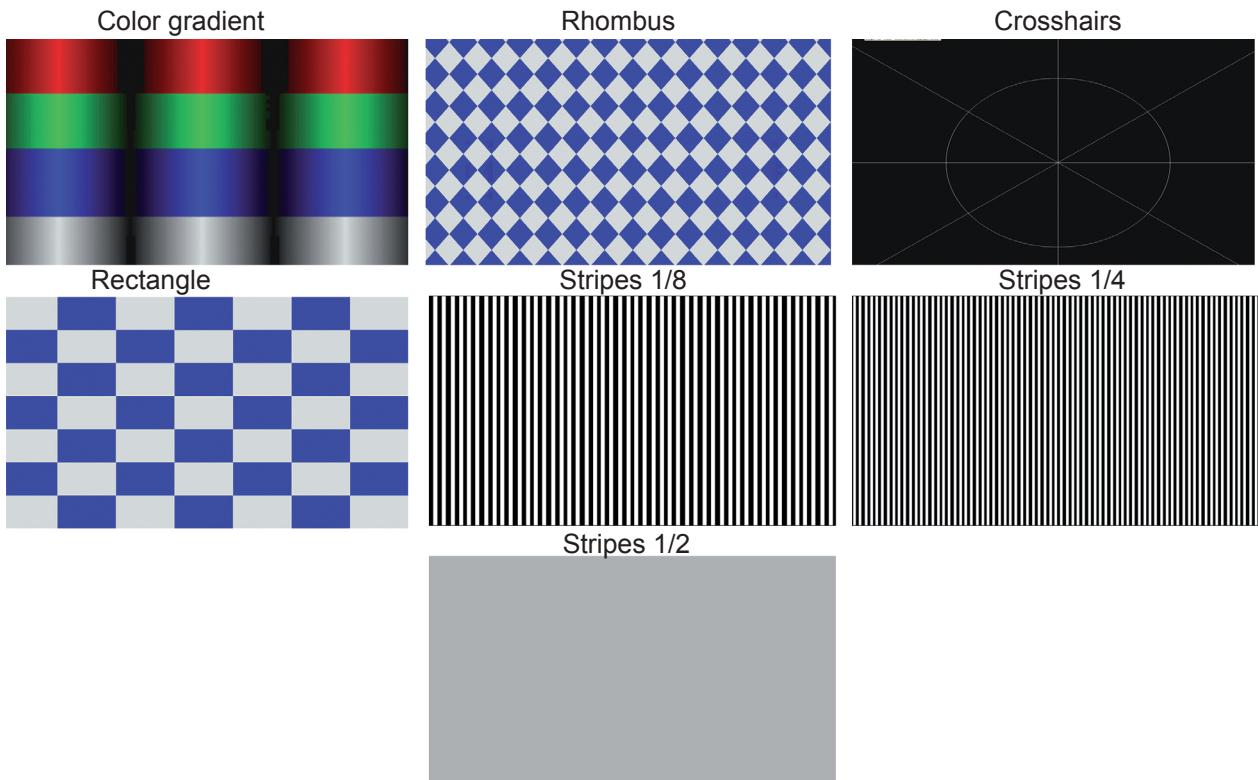 Color gradient
Rhombus
Crosshairs
Rectangle
Stripes 1/8
Stripes 1/4
Stripes 1/2